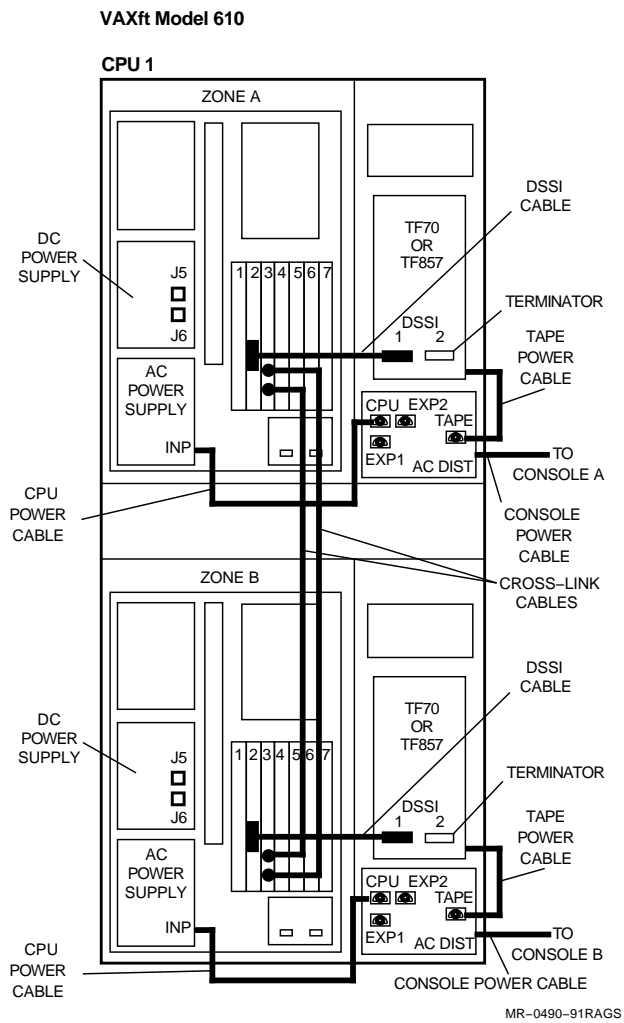 VAXft Model 610
CPU 1
ZONE A
DSSI
CABLE
TF70
OR
TF857
DC
POWER
SUPPLY
J5
J6
1 2 3 4 5 6 7
TERMINATOR
DSSI
1 2
TAPE
POWER
CABLE
AC
POWER
SUPPLY
INP
CPU EXP2
TAPE
EXP1
AC DIST
TO
CONSOLE A
CPU
POWER
CABLE
CONSOLE
POWER
CABLE
ZONE B
CROSS–LINK
CABLES
DSSI
CABLE
TF70
OR
TF857
DC
POWER
SUPPLY
J5
J6
1 2 3 4 5 6 7
TERMINATOR
DSSI
1 2
TAPE
POWER
CABLE
AC
POWER
SUPPLY
INP
CPU EXP2
TAPE
EXP1
AC DIST
TO
CONSOLE B
CPU
POWER
CABLE
CONSOLE POWER CABLE
MR–0490–91RAGS